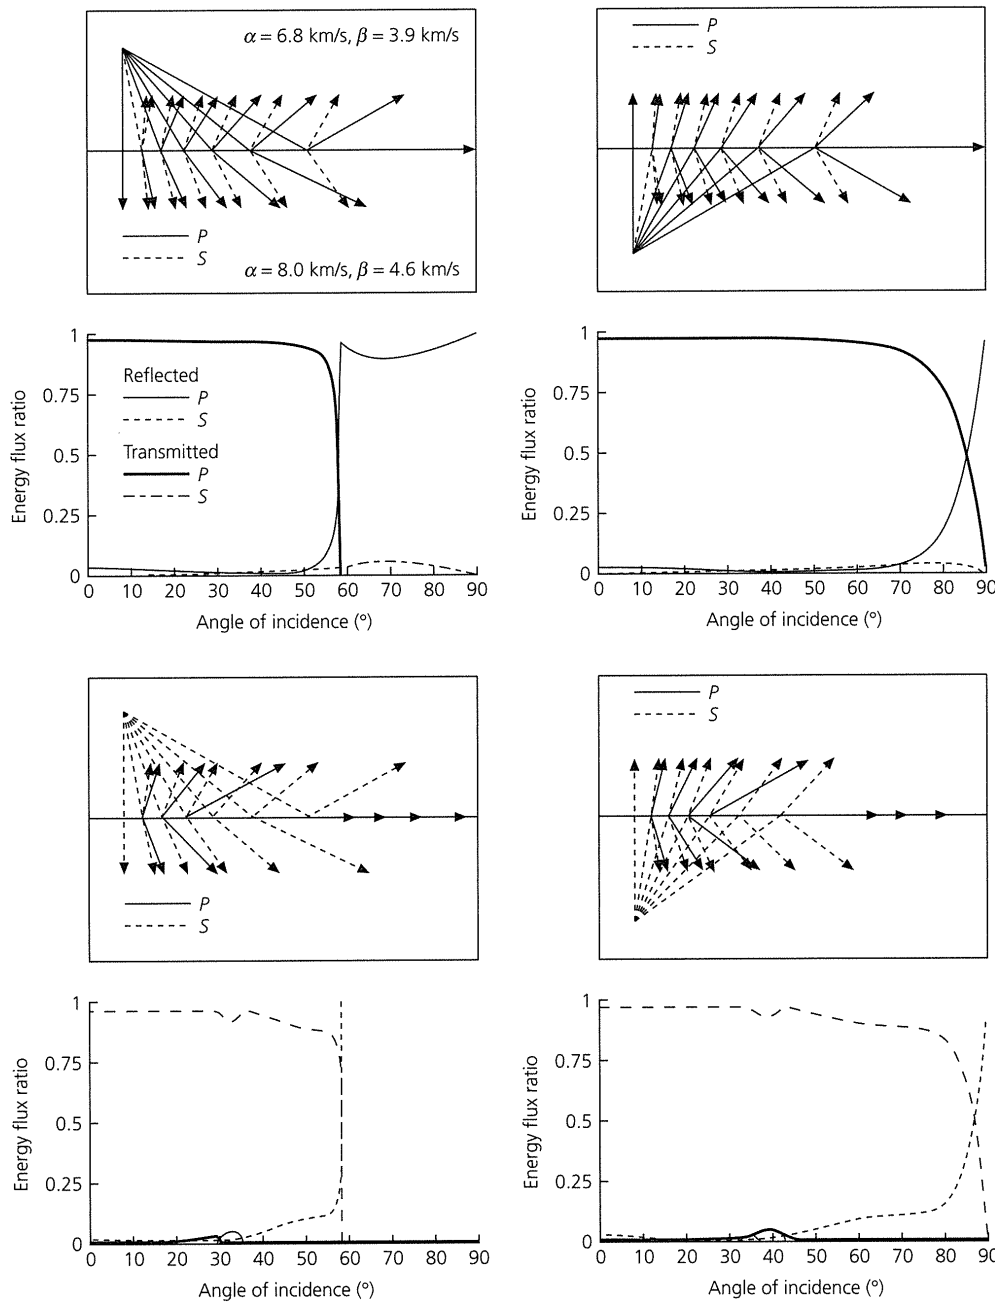 α = 6.8 km/s, β = 3.9 km/s
P
S
α = 8.0 km/s, β = 4.6 km/s
P
S
Energy flux ratio
1
0.75
0.5
0.25
0
Reflected
P
S
Transmitted
P
S
0 10 20 30 40 50 60 70 80 90
Angle of incidence (°)
Energy flux ratio
1
0.75
0.5
0.25
0
0 10 20 30 40 50 60 70 80 90
Angle of incidence (°)
P
S
P
S
Energy flux ratio
1
0.75
0.5
0.25
0
0 10 20 30 40 50 60 70 80 90
Angle of incidence (°)
Energy flux ratio
1
0.75
0.5
0.25
0
0 10 20 30 40 50 60 70 80 90
Angle of incidence (°)